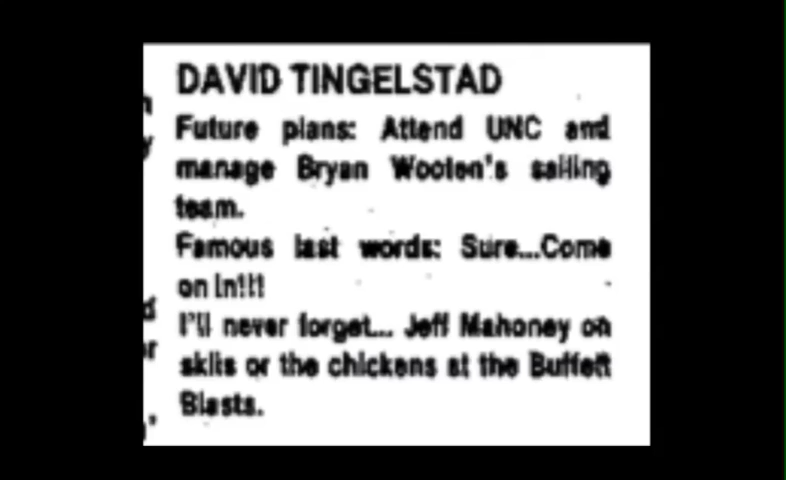 DAVID TINGELSTAD
Future plans: Attend UNC and
manage Bryan Wooten's sailing
team.
Famous last words: Sure...Come
on in!!!
I'll never forget... Jeff Mahoney on
skiis or the chickens at the Buffett
Blasts.